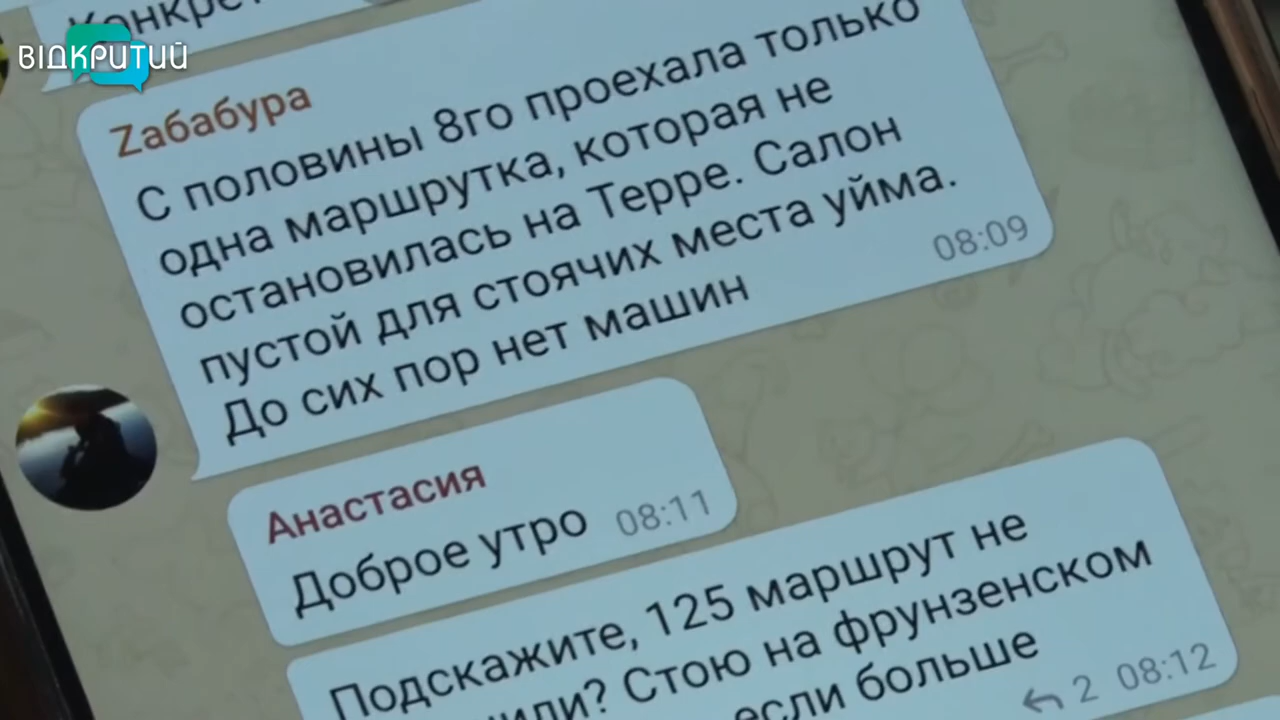 ВІДКРИТИЙ
Zабабура
С половины 8го проехала только
одна маршрутка, которая не
остановилась на Терре. Салон
пустой для стоячих места уйма.
До сих пор нет машин
08:09
Анастасия
Доброе утро 08:11
Подскажите, 125 маршрут не
Стою на фрунзенском
если больше
2 08:12